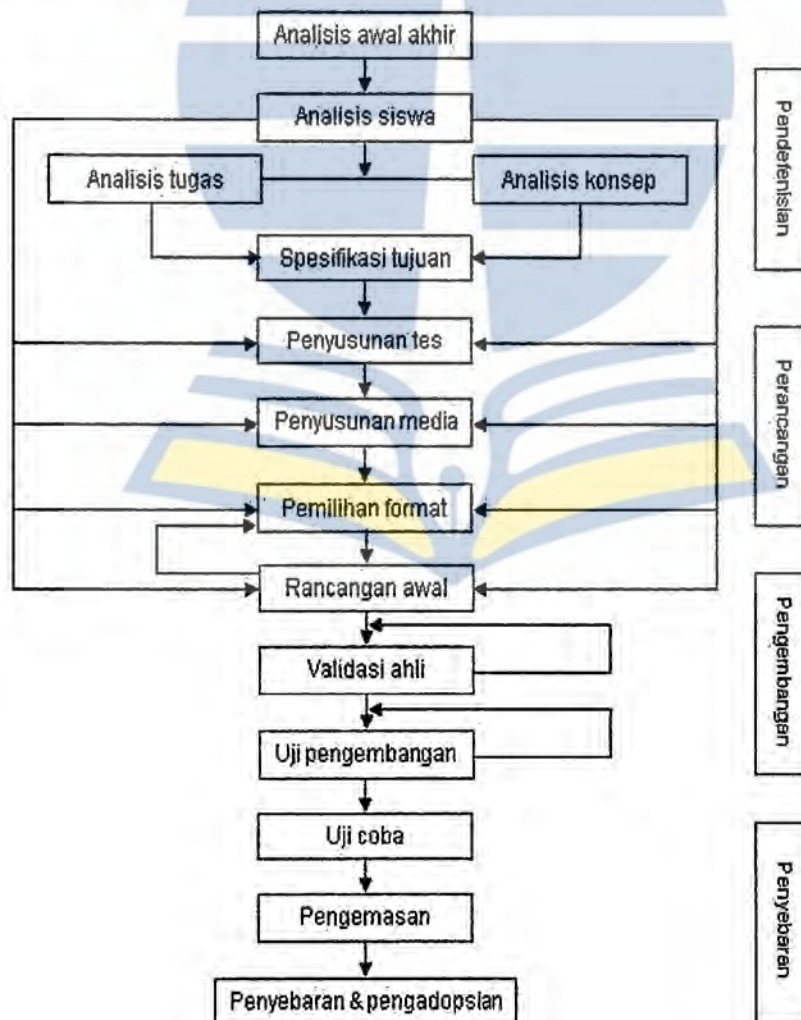 Analisis awal akhir
Analisis siswa
Analisis tugas
Analisis konsep
Spesifikasi tujuan
Penyusunan tes
Penyusunan media
Pemilihan format
Rancangan awal
Validasi ahli
Uji pengembangan
Uji coba
Pengemasan
Penyebaran & pengadopsian
Pendefenisian
Perancangan
Pengembangan
Penyebaran